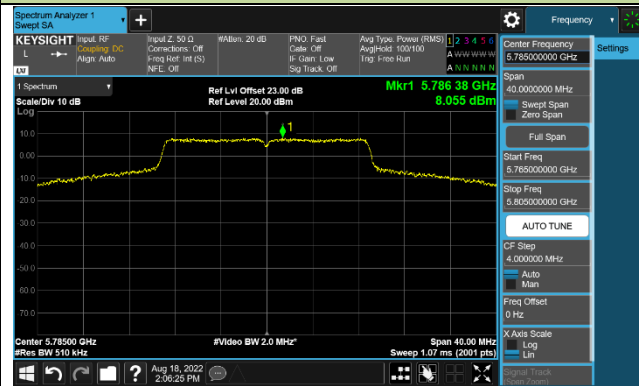 Spectrum Analyzer 1
Swept SA
Frequency
KEYSIGHT
L
LXI
Input: RF
Coupling: DC
Align: Auto
Input Z: 50 Ω
Corrections: Off
Freq Ref: Int (S)
NFE: Off
#Atten: 20 dB
PNO: Fast
Gate: Off
IF Gain: Low
Sig Track: Off
Avg Type: Power (RMS)
Avg|Hold: 100/100
Trig: Free Run
1 2 3 4 5 6
A W W W W W
A N N N N N
1 Spectrum
Scale/Div 10 dB
Log
Ref Lvl Offset 23.00 dB
Ref Level 20.00 dBm
Mkr1 5.786 38 GHz
8.055 dBm
1
10.0
0.00
-10.0
-20.0
-30.0
-40.0
-50.0
-60.0
-70.0
Center 5.78500 GHz
#Res BW 510 kHz
#Video BW 2.0 MHz*
Span 40.00 MHz
Sweep 1.07 ms (2001 pts)
Center Frequency
5.785000000 GHz
Span
40.0000000 MHz
Swept Span
Zero Span
Full Span
Start Freq
5.765000000 GHz
Stop Freq
5.805000000 GHz
AUTO TUNE
CF Step
4.000000 MHz
Auto
Man
Freq Offset
0 Hz
X Axis Scale
Log
Lin
Signal Track
(Span Zoom)
Settings
?
Aug 18, 2022
2:06:25 PM